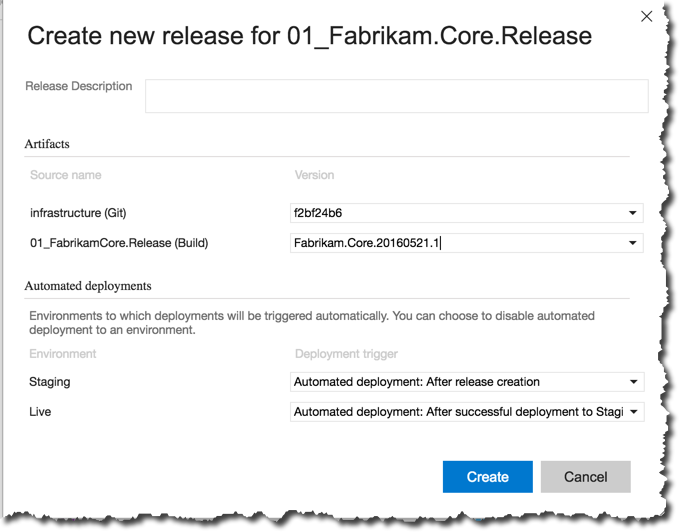 Create new release for 01_Fabrikam.Core.Release
Release Description
Artifacts
Source name Version
infrastructure (Git) f2bf24b6
01_FabrikamCore.Release (Build) Fabrikam.Core.20160521.1
Automated deployments
Environments to which deployments will be triggered automatically. You can choose to disable automated
deployment to an environment.
Environment Deployment trigger
Staging Automated deployment: After release creation
Live Automated deployment: After successful deployment to Stagi
Create Cancel